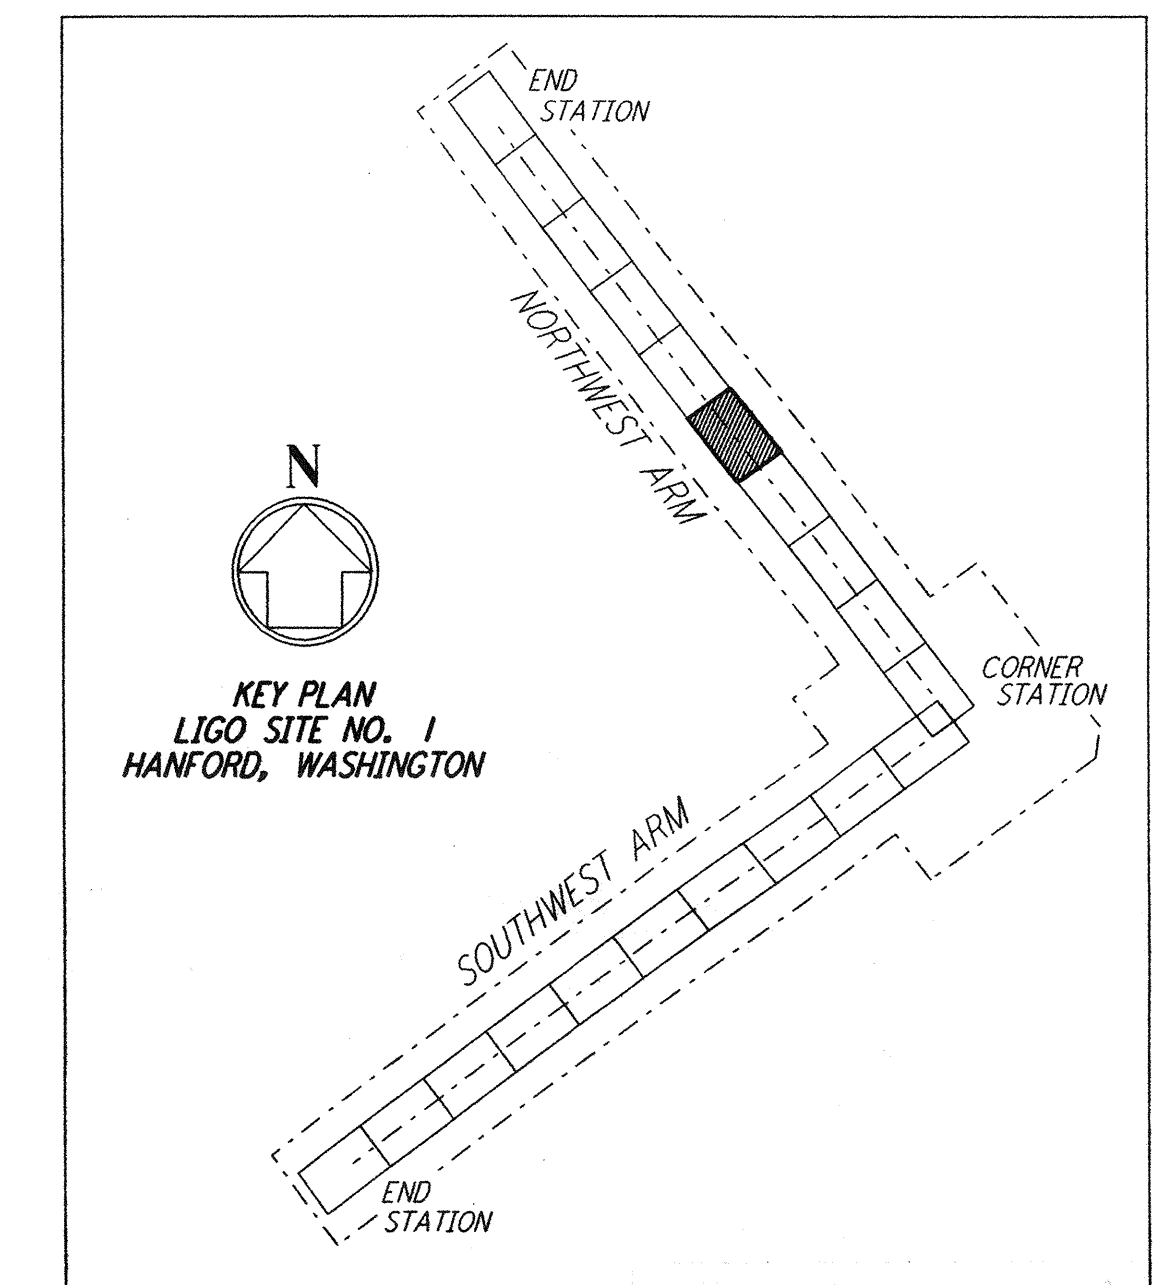 END
STATION
NORTHWEST ARM
N
CORNER
STATION
KEY PLAN
LIGO SITE NO. 1
HANFORD, WASHINGTON
SOUTHWEST ARM
END
STATION